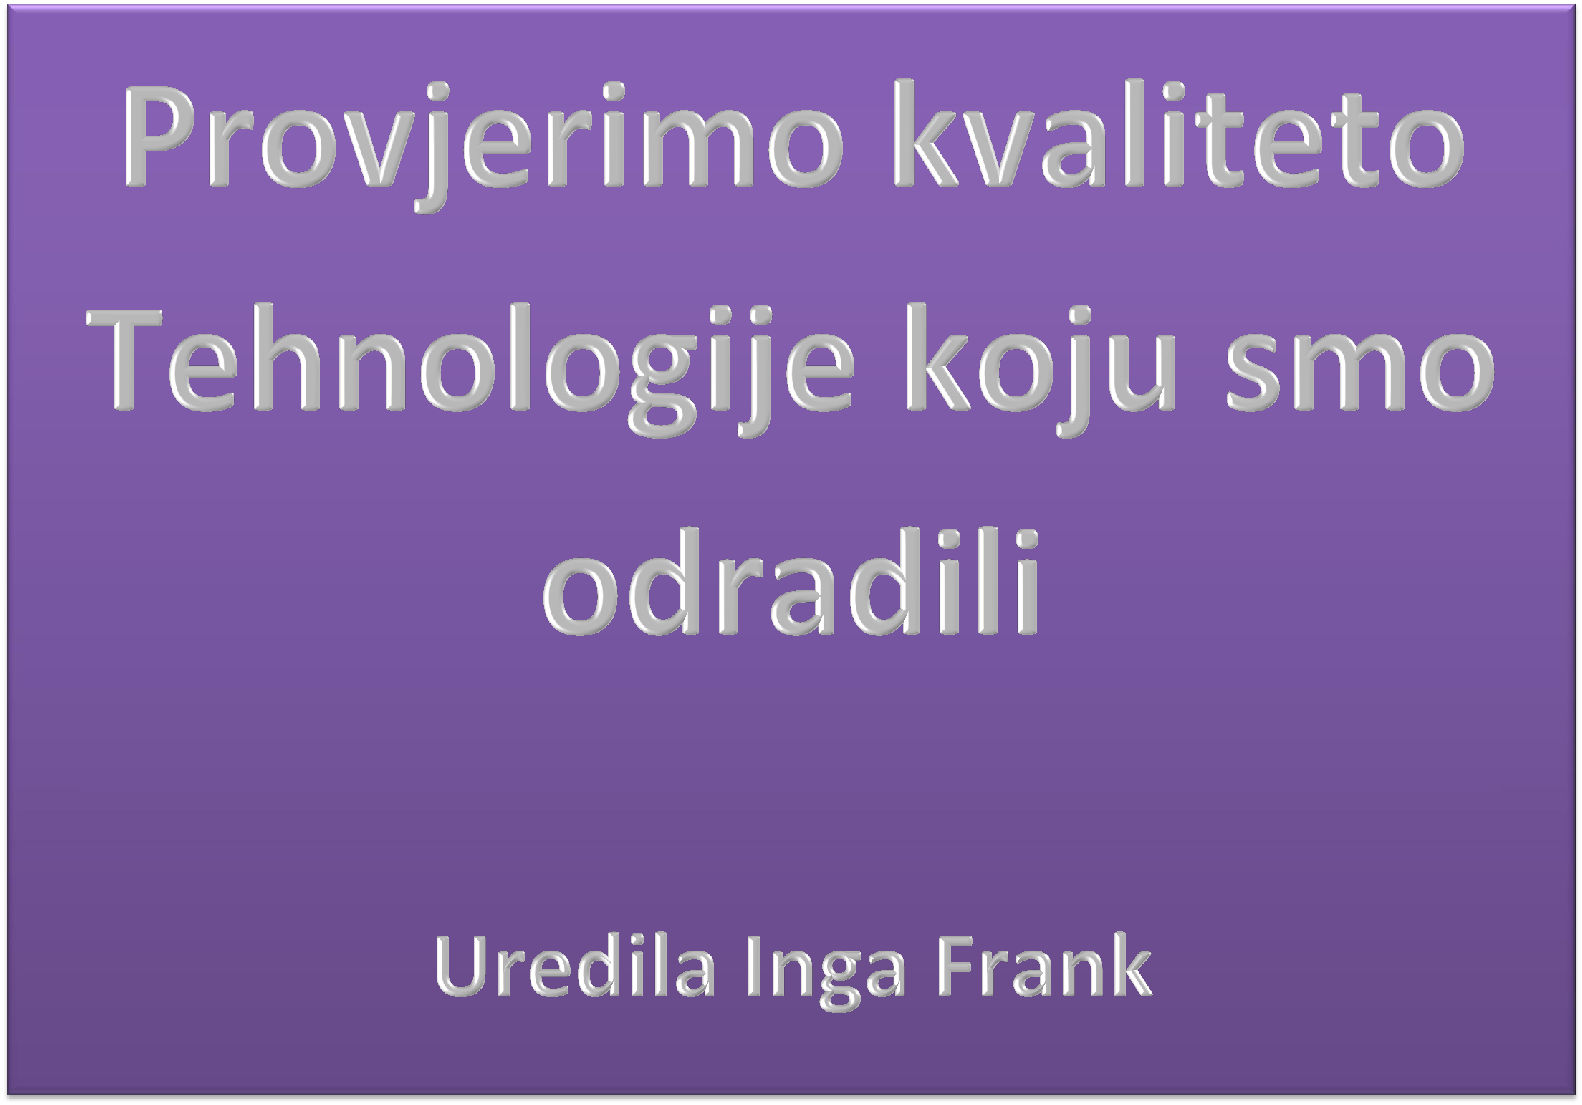 Provjerimo kvaliteto
Tehnologije koju smo
odradili
Uredila Inga Frank